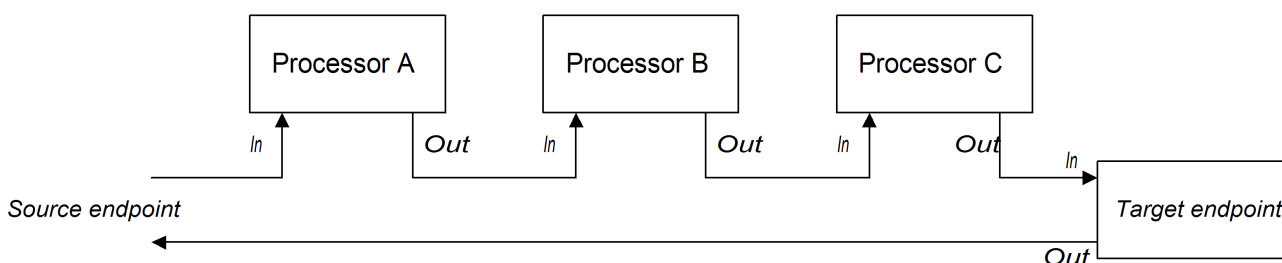 Processor A
Processor B
Processor C
In
Out
In
Out
In
Out
In
Source endpoint
Target endpoint
Out